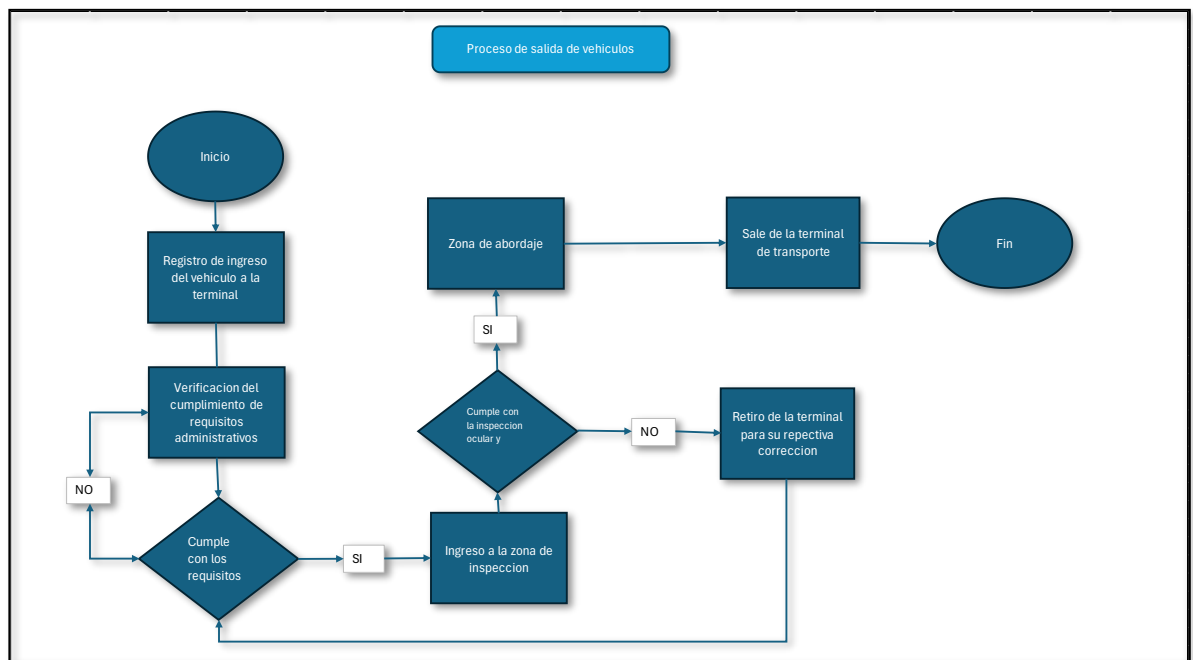 Proceso de salida de vehiculos
Inicio
Registro de ingreso
del vehiculo a la
terminal
Verificacion del
cumplimiento de
requisitos
administrativos
NO
Cumple
con los
requisitos
SI
Ingreso a la zona de
inspeccion
Cumple con
la inspeccion
ocular y
SI
NO
Retiro de la terminal
para su repectiva
correccion
Zona de abordaje
Sale de la terminal
de transporte
Fin